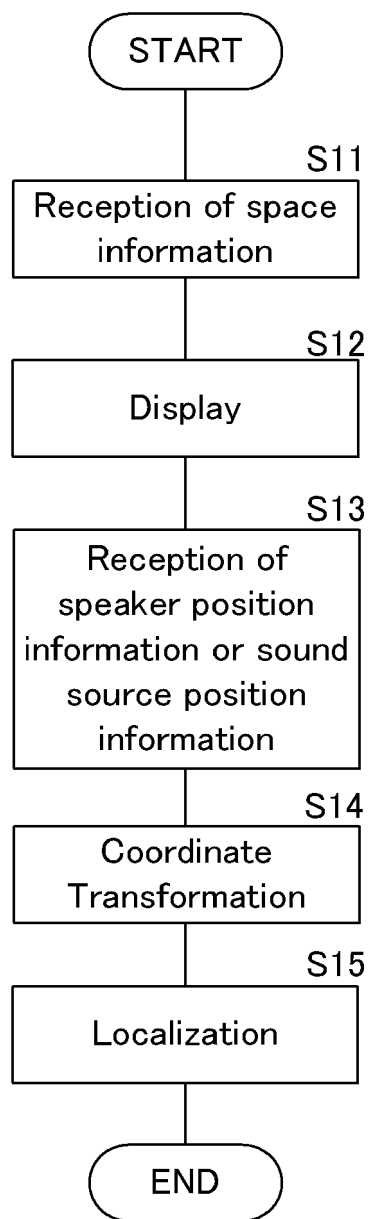 START
S11
Reception of space
information
S12
Display
S13
Reception of
speaker position
information or sound
source position
information
S14
Coordinate
Transformation
S15
Localization
END